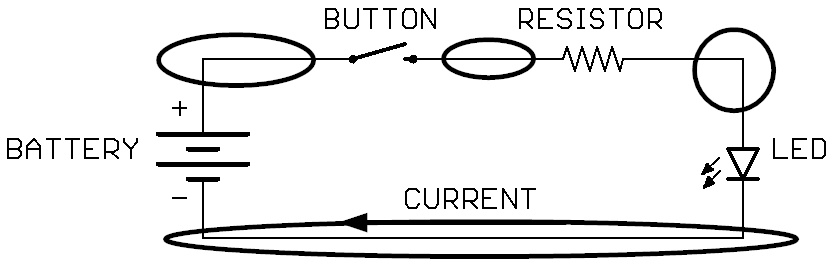 BUTTON
RESISTOR
+
BATTERY
LED
−
CURRENT